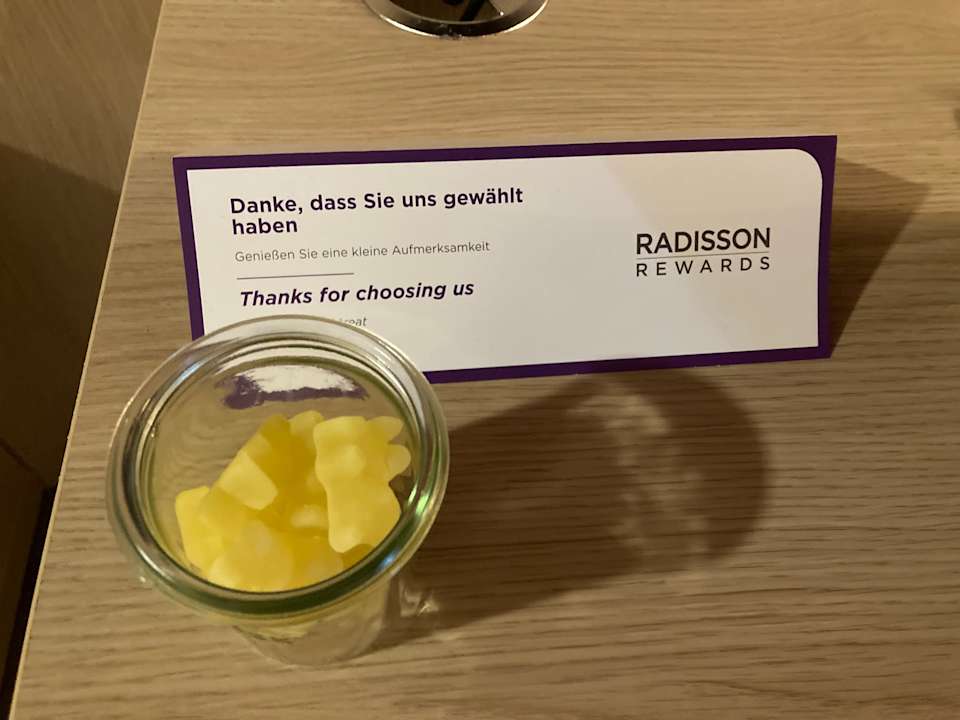 Danke, dass Sie uns gewählt
haben
Genießen Sie eine kleine Aufmerksamkeit
Thanks for choosing us
RADISSON
REWARDS